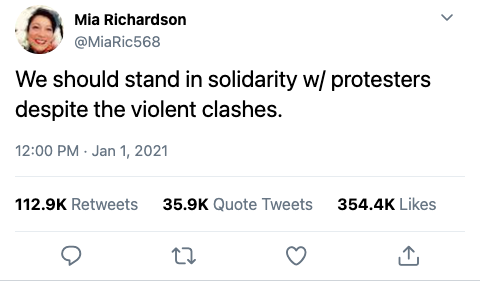 Mia Richardson
@MiaRic568
We should stand in solidarity w/ protesters
despite the violent clashes.
12:00 PM · Jan 1, 2021
112.9K Retweets 35.9K Quote Tweets 354.4K Likes